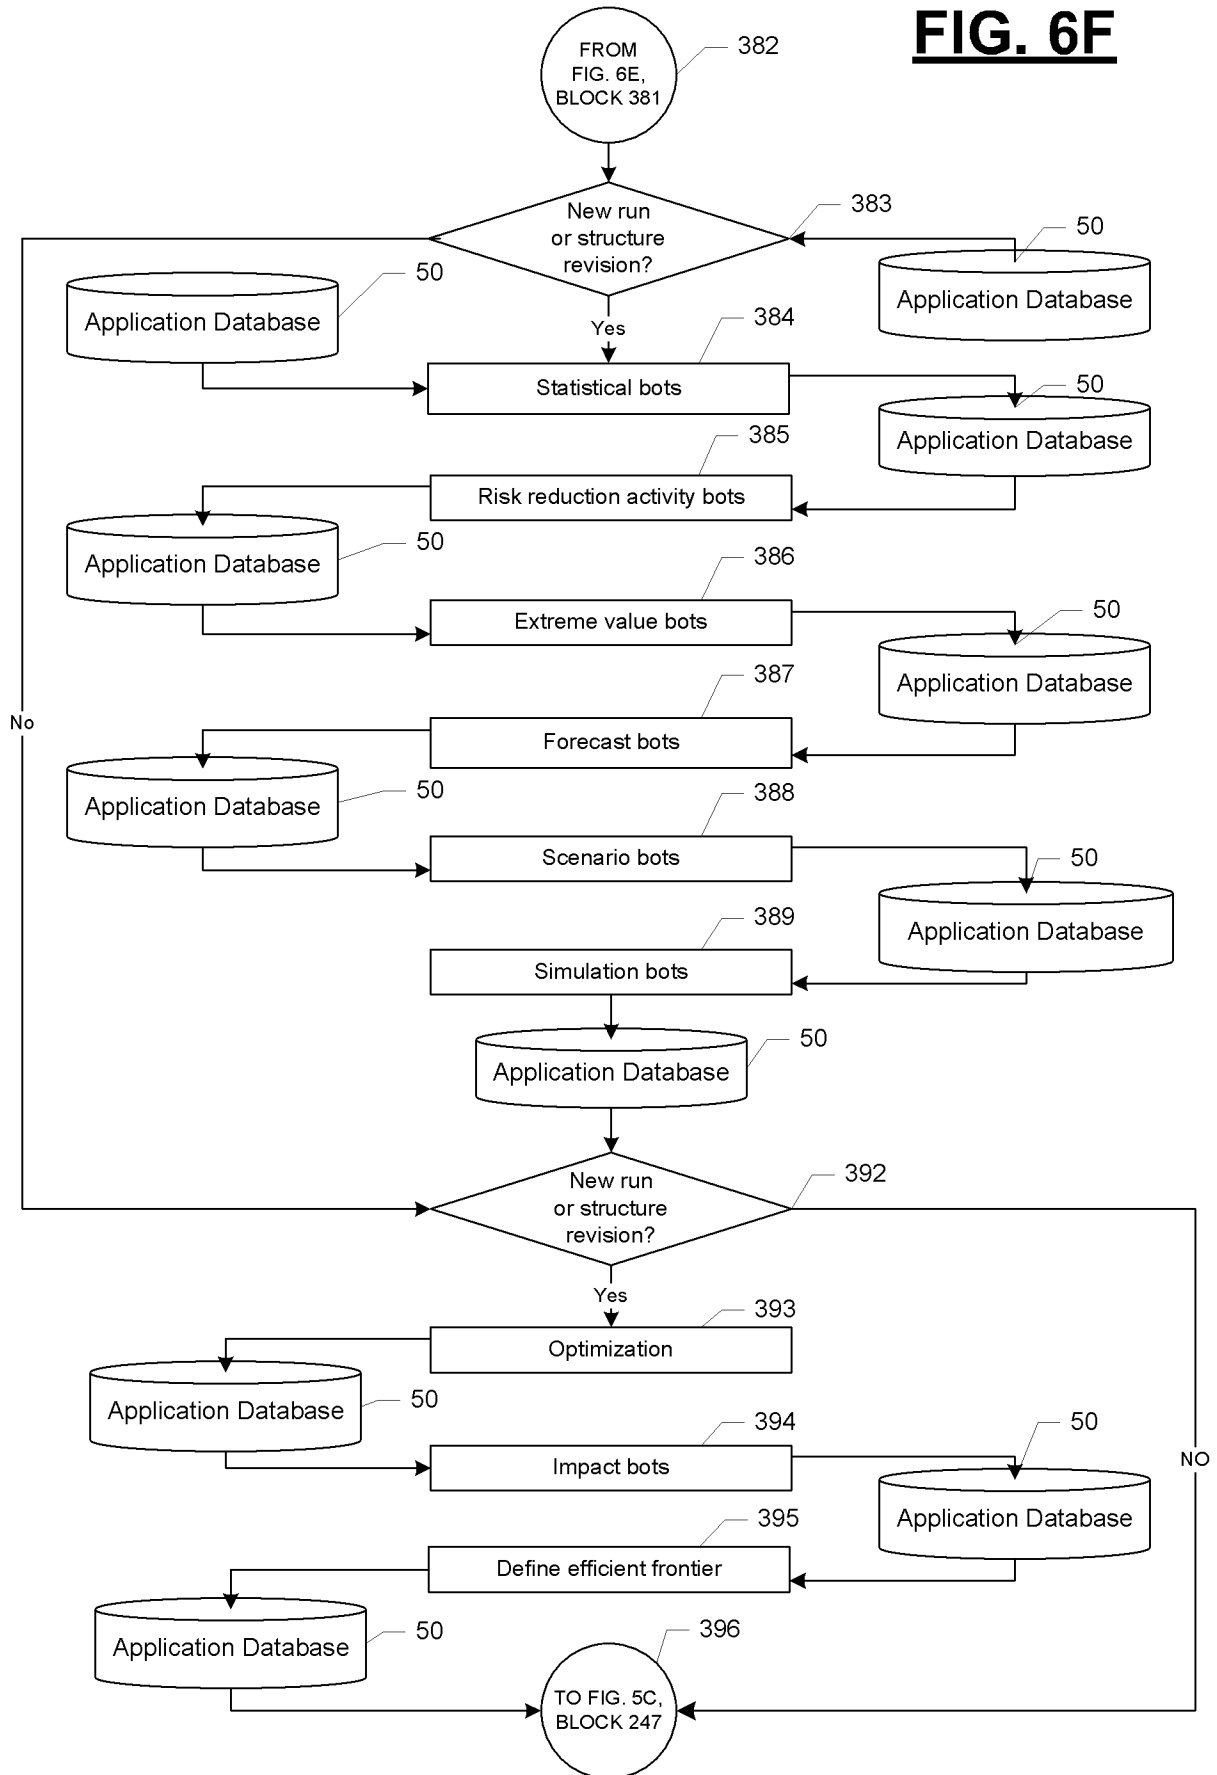 FIG. 6F
FROM
FIG. 6E,
BLOCK 381
382
New run
or structure
revision?
383
50
Application Database
50
Application Database
Yes
384
Statistical bots
50
Application Database
385
Risk reduction activity bots
50
Application Database
386
Extreme value bots
50
Application Database
387
Forecast bots
No
50
Application Database
388
Scenario bots
50
Application Database
389
Simulation bots
50
Application Database
New run
or structure
revision?
392
Yes
393
Optimization
50
Application Database
394
Impact bots
50
Application Database
NO
395
Define efficient frontier
50
Application Database
396
TO FIG. 5C,
BLOCK 247